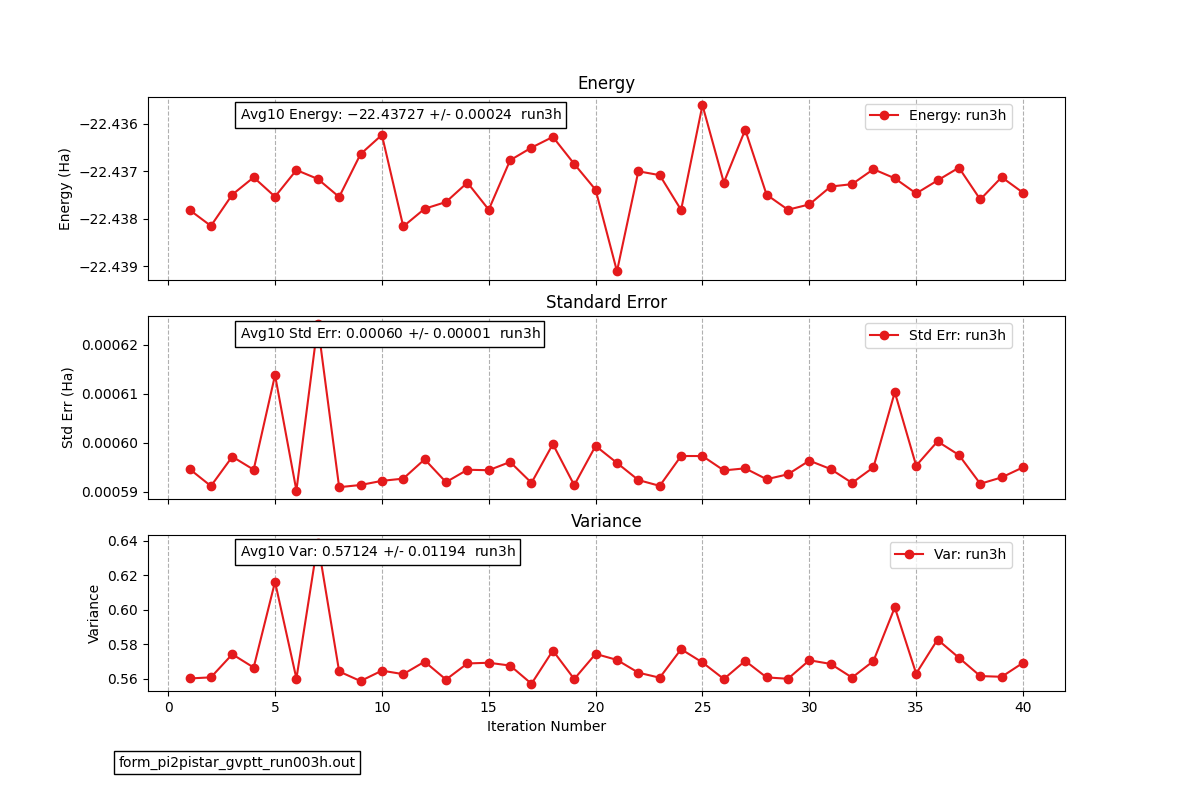 Energy
Avg10 Energy: −22.43727 +/- 0.00024 run3h
Energy: run3h
Energy (Ha)
−22.436
−22.437
−22.438
−22.439
Standard Error
Avg10 Std Err: 0.00060 +/- 0.00001 run3h
Std Err: run3h
Std Err (Ha)
0.00062
0.00061
0.00060
0.00059
Variance
Avg10 Var: 0.57124 +/- 0.01194 run3h
Var: run3h
Variance
0.64
0.62
0.60
0.58
0.56
0 5 10 15 20 25 30 35 40
Iteration Number
form_pi2pistar_gvptt_run003h.out